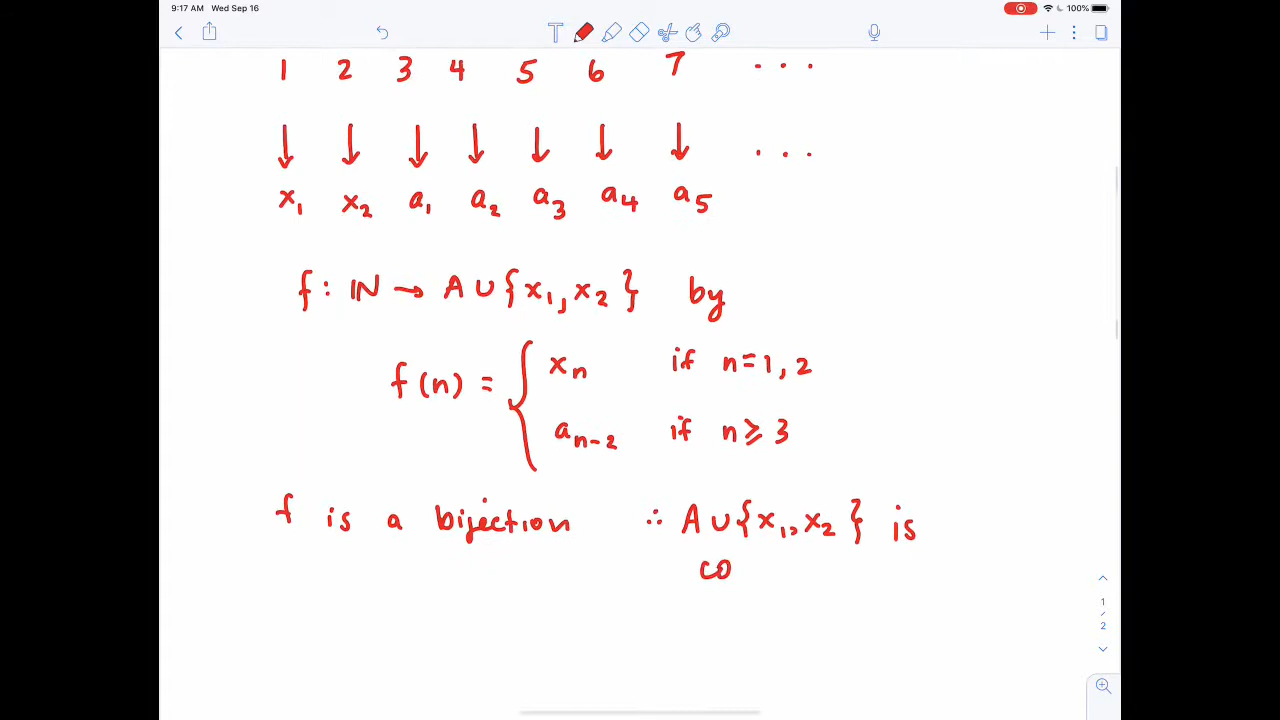 9:17 AM Wed Sep 16
100%
T
1 2 3 4 5 6 7 ...
↓ ↓ ↓ ↓ ↓ ↓ ↓ ...
x₁ x₂ a₁ a₂ a₃ a₄ a₅
f: ℕ → A ∪ {x₁, x₂} by
f(n) = { xₙ if n=1, 2
aₙ₋₂ if n ⩾ 3
f is a bijection ∴ A ∪ {x₁, x₂} is
co
1
/
2